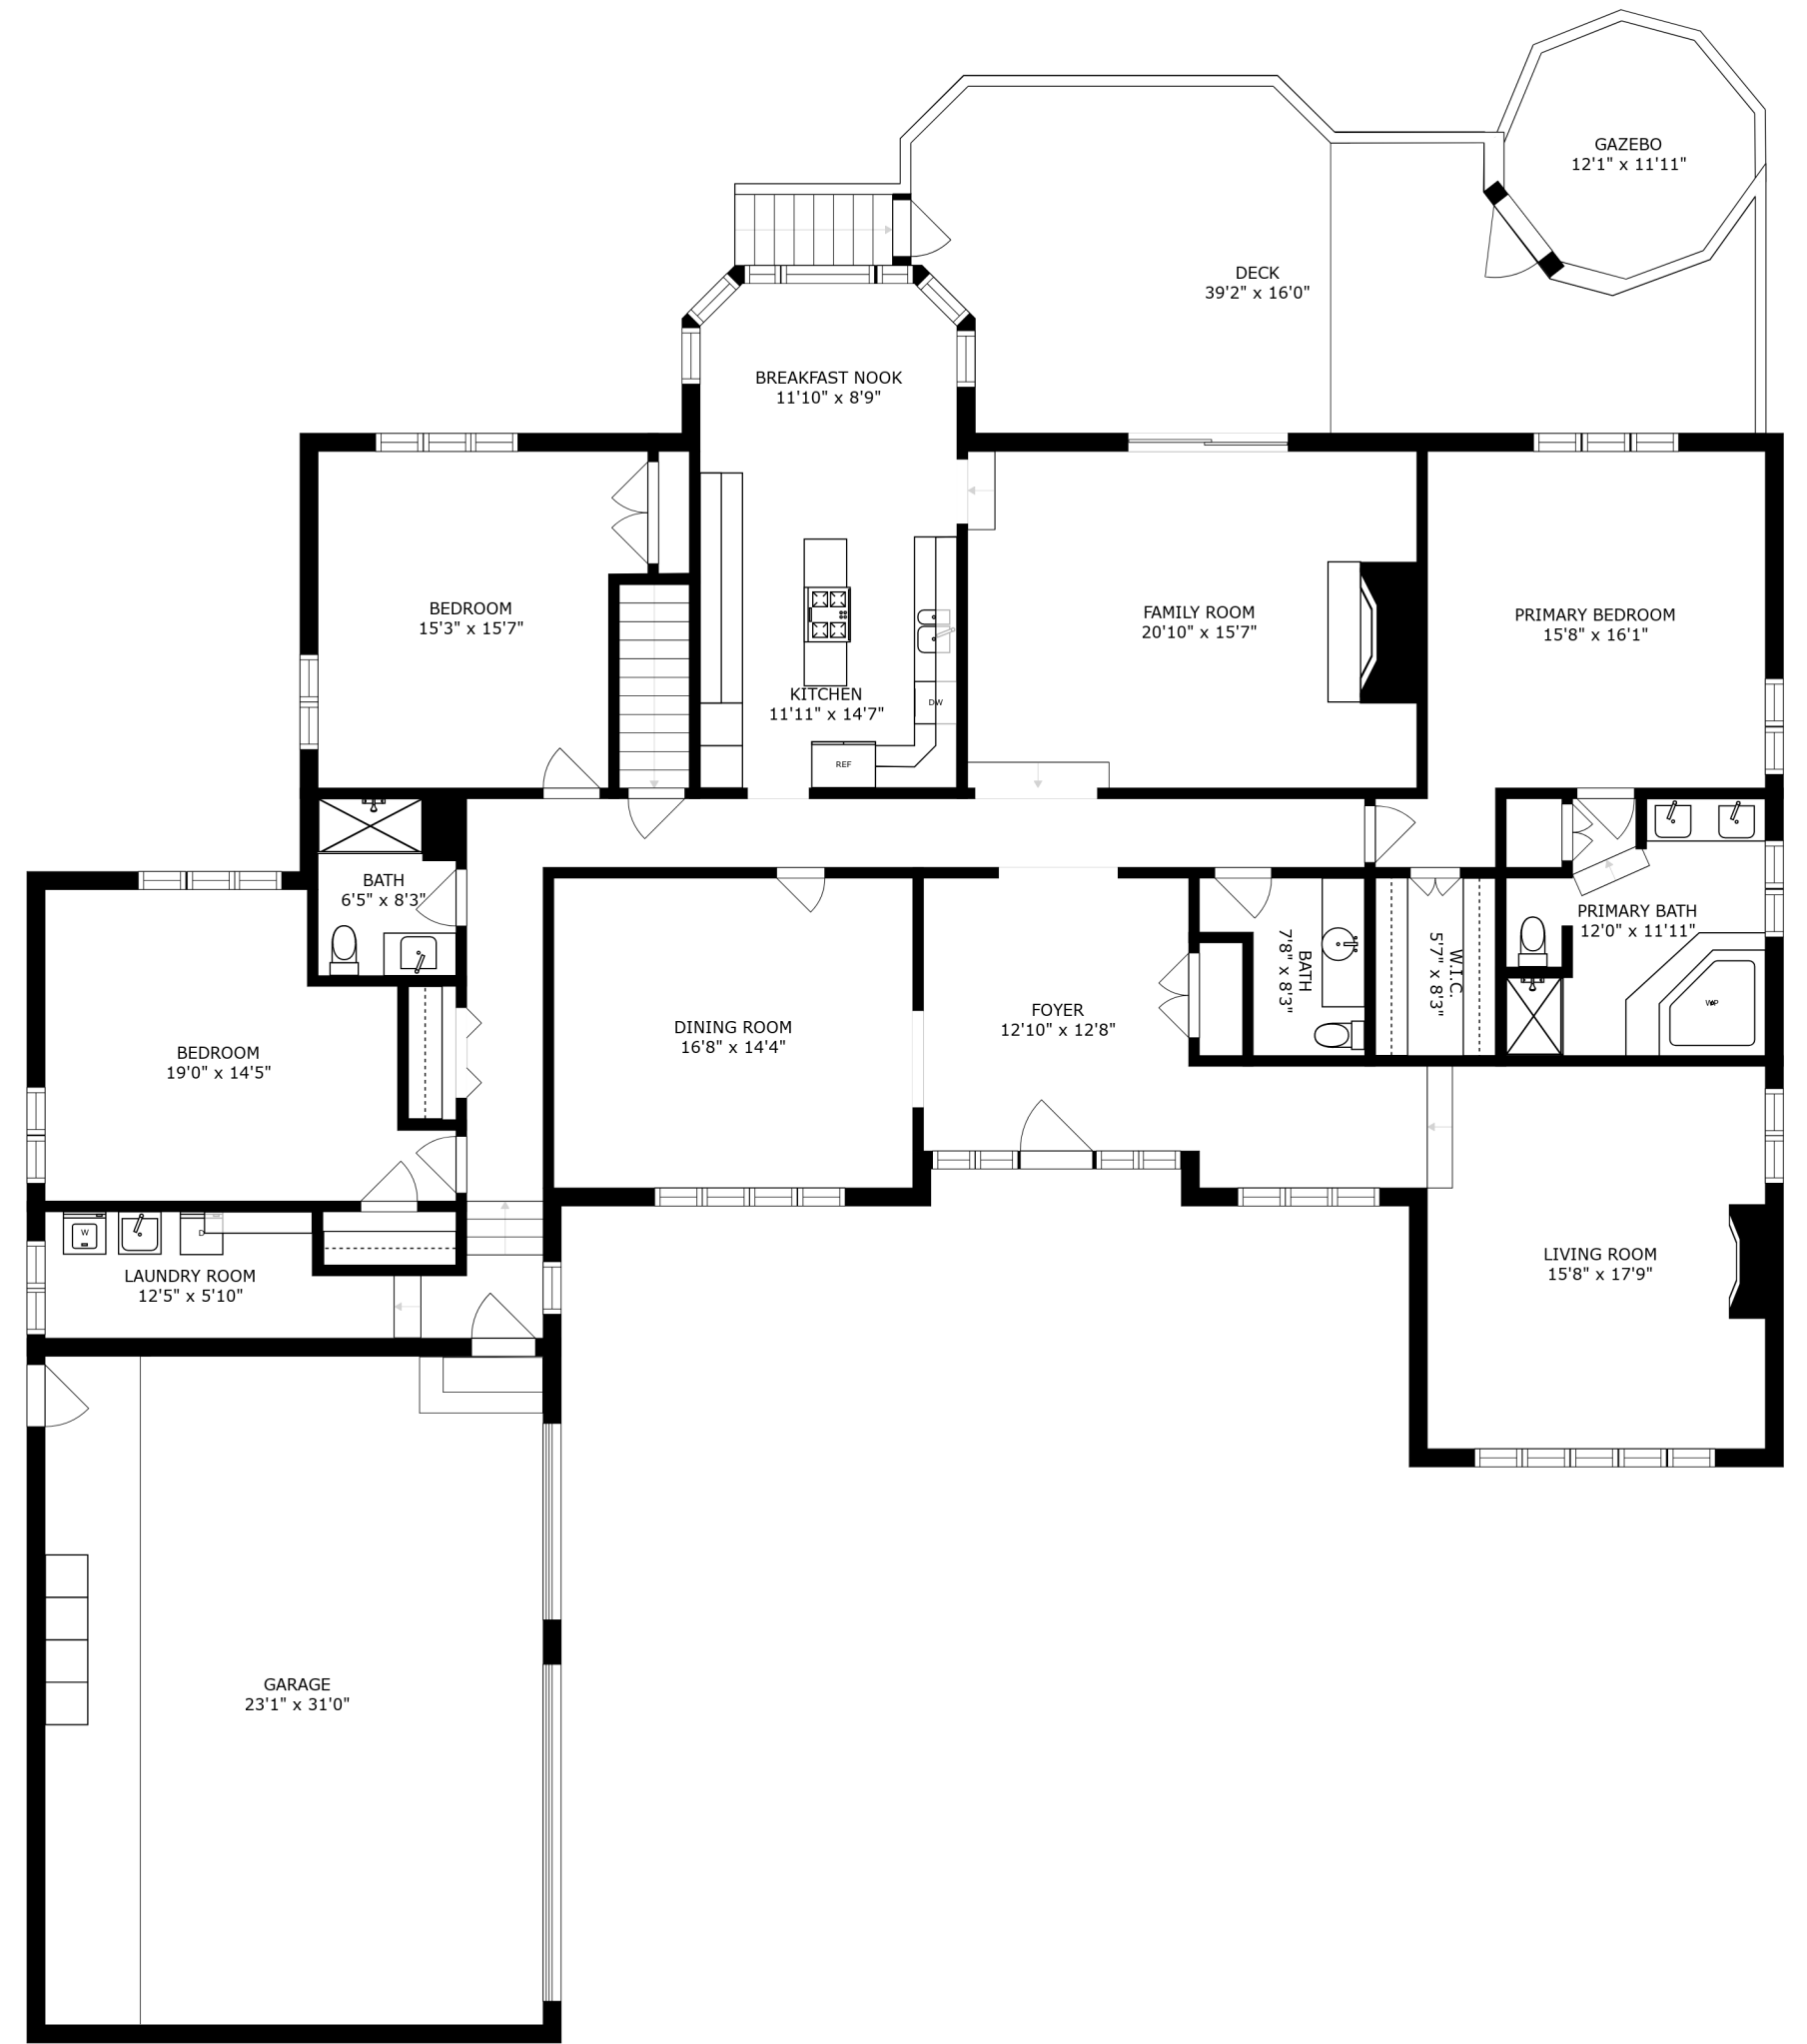 GAZEBO
12'1" x 11'11"
DECK
39'2" x 16'0"
BREAKFAST NOOK
11'10" x 8'9"
BEDROOM
15'3" x 15'7"
FAMILY ROOM
20'10" x 15'7"
PRIMARY BEDROOM
15'8" x 16'1"
KITCHEN
11'11" x 14'7"
DW
REF
BATH
6'5" x 8'3"
PRIMARY BATH
12'0" x 11'11"
BATH
7'8" x 8'3"
W.I.C.
5'7" x 8'3"
WP
FOYER
12'10" x 12'8"
DINING ROOM
16'8" x 14'4"
BEDROOM
19'0" x 14'5"
W
D
LAUNDRY ROOM
12'5" x 5'10"
LIVING ROOM
15'8" x 17'9"
GARAGE
23'1" x 31'0"